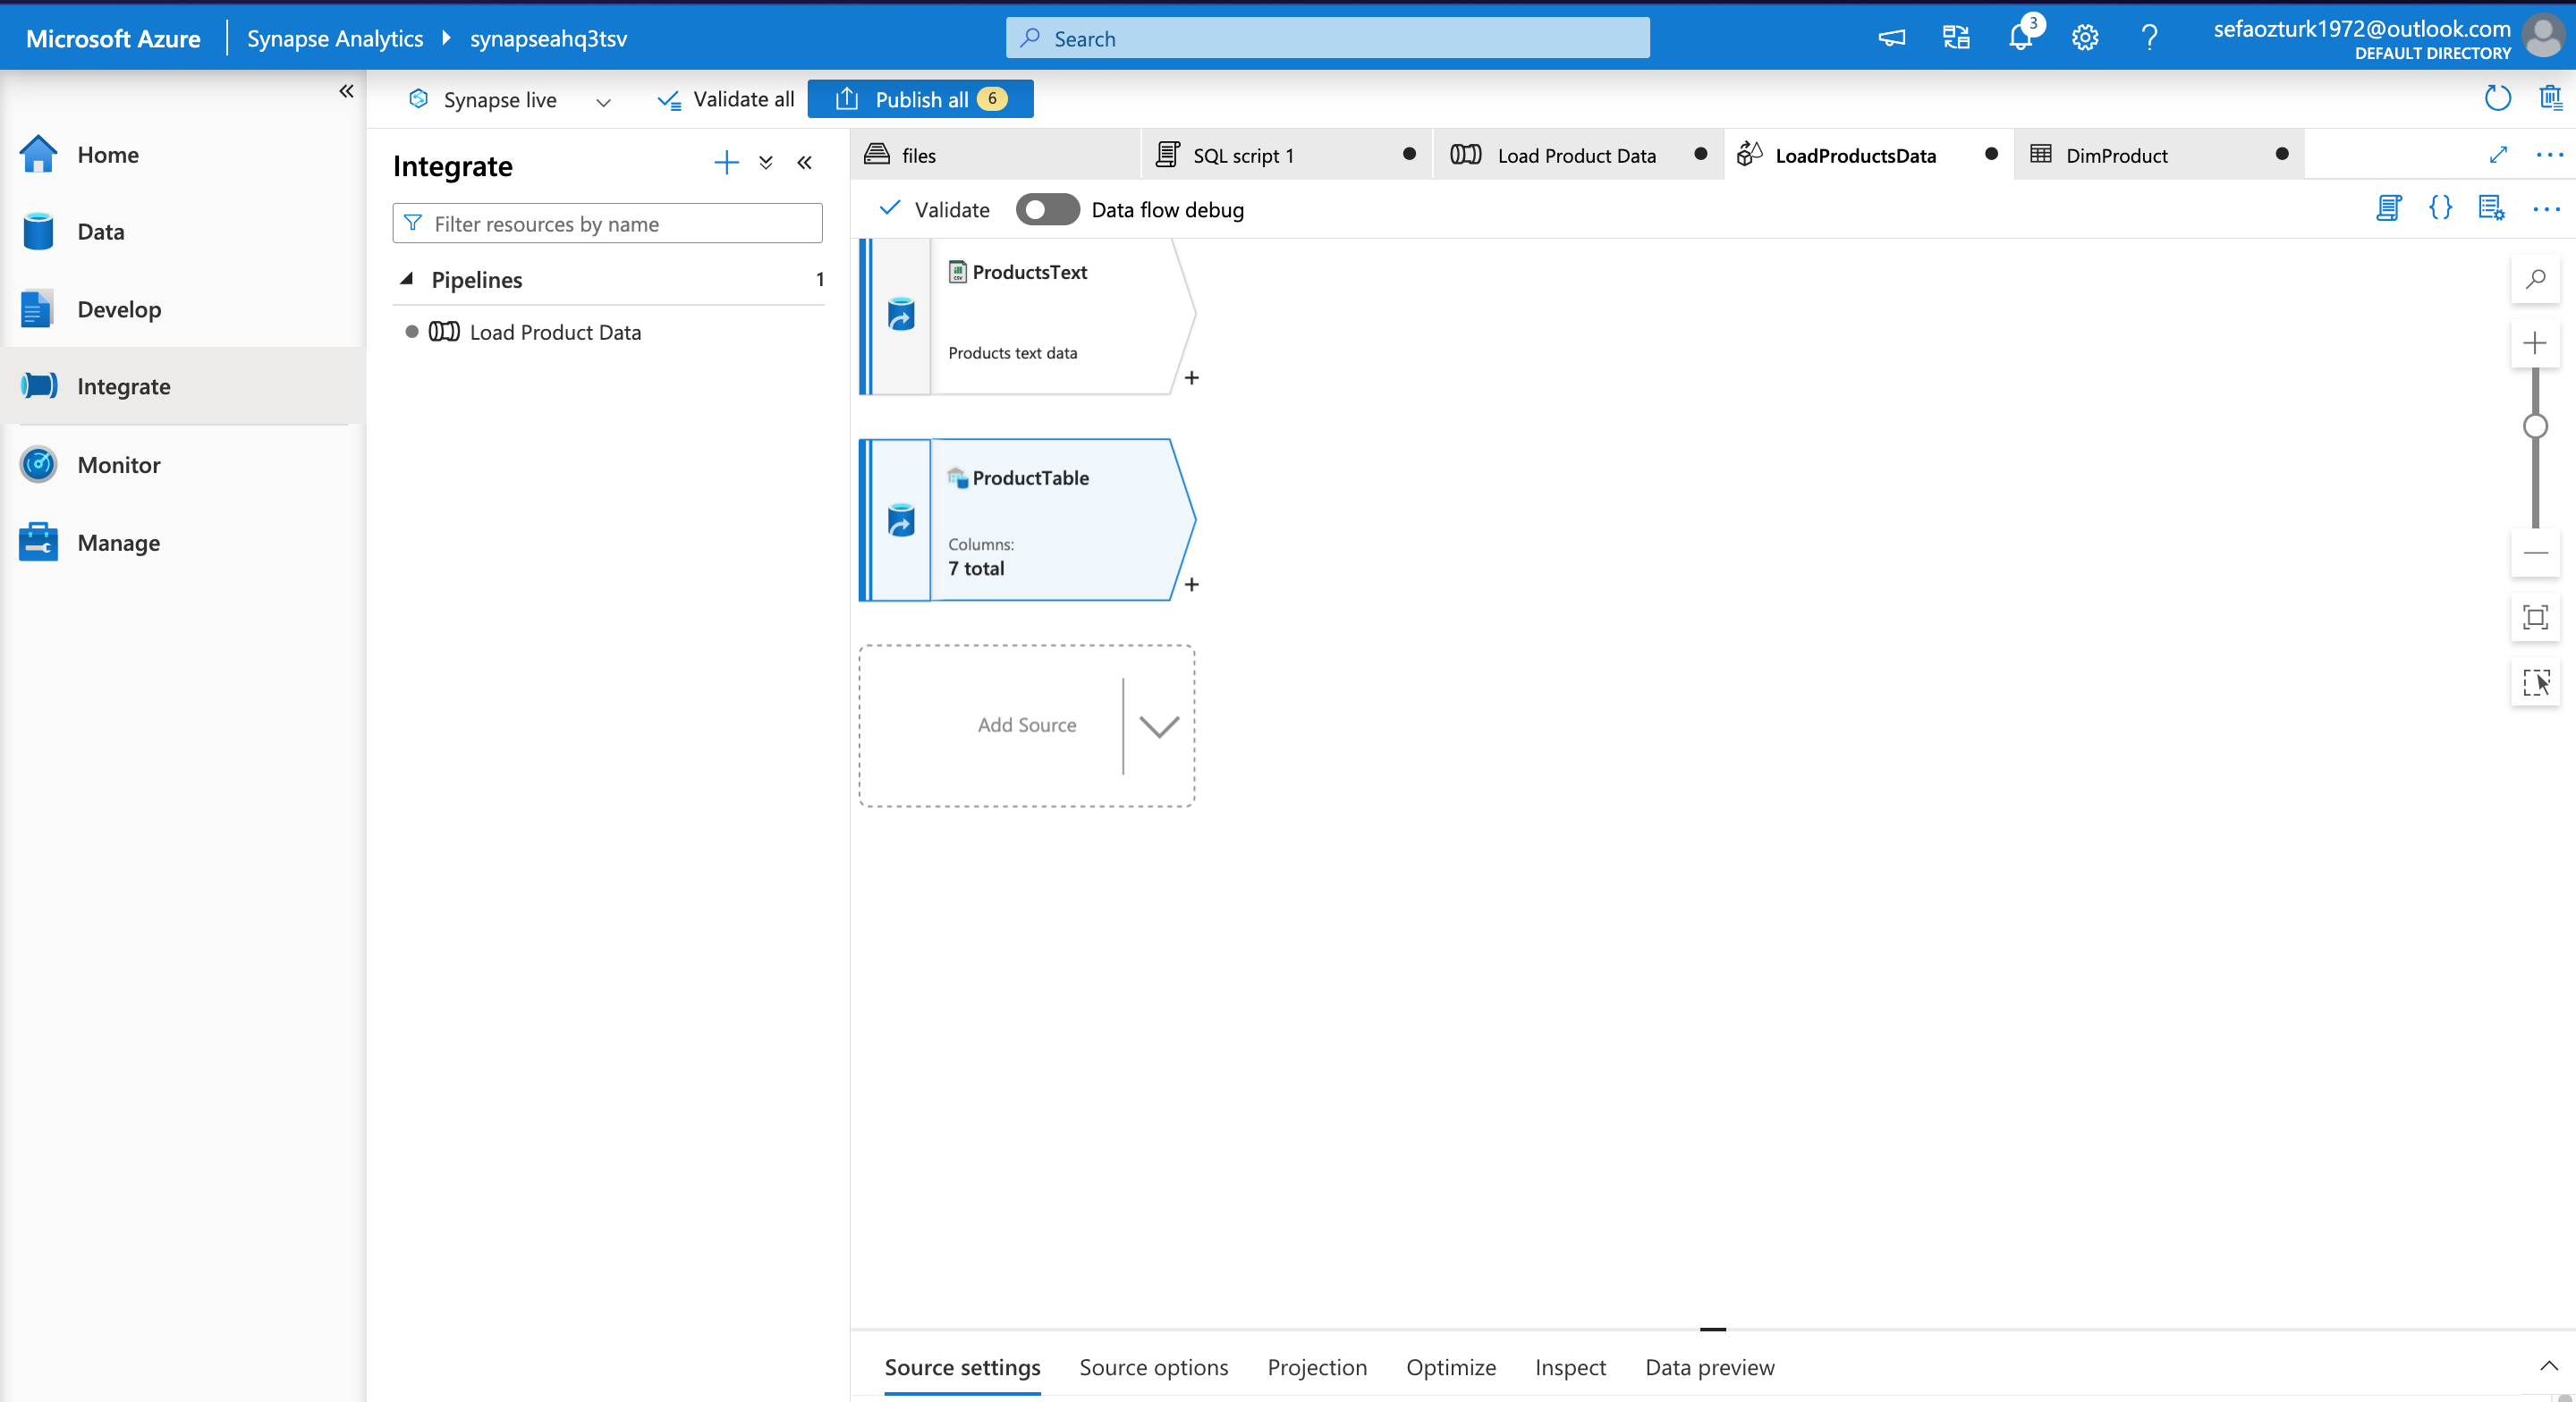 Microsoft Azure
Synapse Analytics
synapseahq3tsv
Search
3
sefaozturk1972@outlook.com
DEFAULT DIRECTORY
Synapse live
Validate all
Publish all
6
Home
Data
Develop
Integrate
Monitor
Manage
Integrate
Filter resources by name
Pipelines
1
Load Product Data
files
SQL script 1
Load Product Data
LoadProductsData
DimProduct
Validate
Data flow debug
ProductsText
Products text data
ProductTable
Columns:
7 total
Add Source
Source settings
Source options
Projection
Optimize
Inspect
Data preview